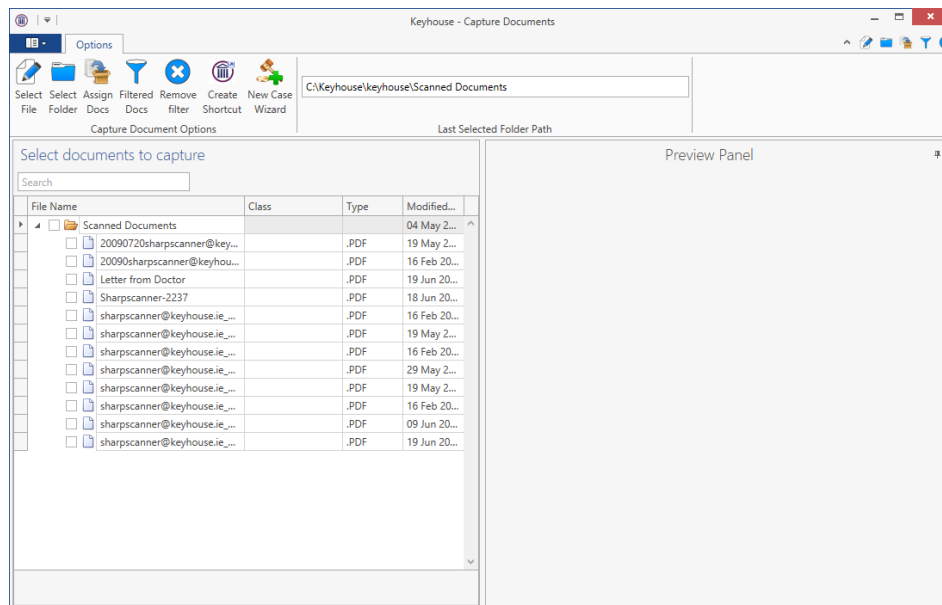 Keyhouse - Capture Documents
Options
Select File
Select Folder
Assign Docs
Filtered Docs
Remove filter
Create Shortcut
New Case Wizard
Capture Document Options
C:\Keyhouse\keyhouse\Scanned Documents
Last Selected Folder Path
Select documents to capture
Preview Panel
Search
File Name Class Type Modified...
Scanned Documents 04 May 2...
20090720sharpscanner@key... .PDF 19 May 2...
20090sharpscanner@keyhou... .PDF 16 Feb 20...
Letter from Doctor .PDF 19 Jun 20...
Sharpscanner-2237 .PDF 18 Jun 20...
sharpscanner@keyhouse.ie_... .PDF 16 Feb 20...
sharpscanner@keyhouse.ie_... .PDF 19 May 2...
sharpscanner@keyhouse.ie_... .PDF 16 Feb 20...
sharpscanner@keyhouse.ie_... .PDF 29 May 2...
sharpscanner@keyhouse.ie_... .PDF 19 May 2...
sharpscanner@keyhouse.ie_... .PDF 16 Feb 20...
sharpscanner@keyhouse.ie_... .PDF 09 Jun 20...
sharpscanner@keyhouse.ie_... .PDF 19 Jun 20...